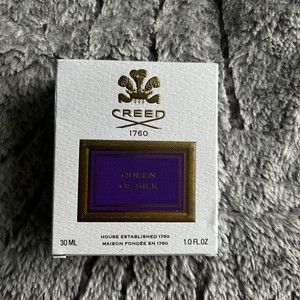 CREED
1760
QUEEN
OF SILK
HOUSE ESTABLISHED 1760
MAISON FONDÉE EN 1760
30 ML
1.0 FL.OZ